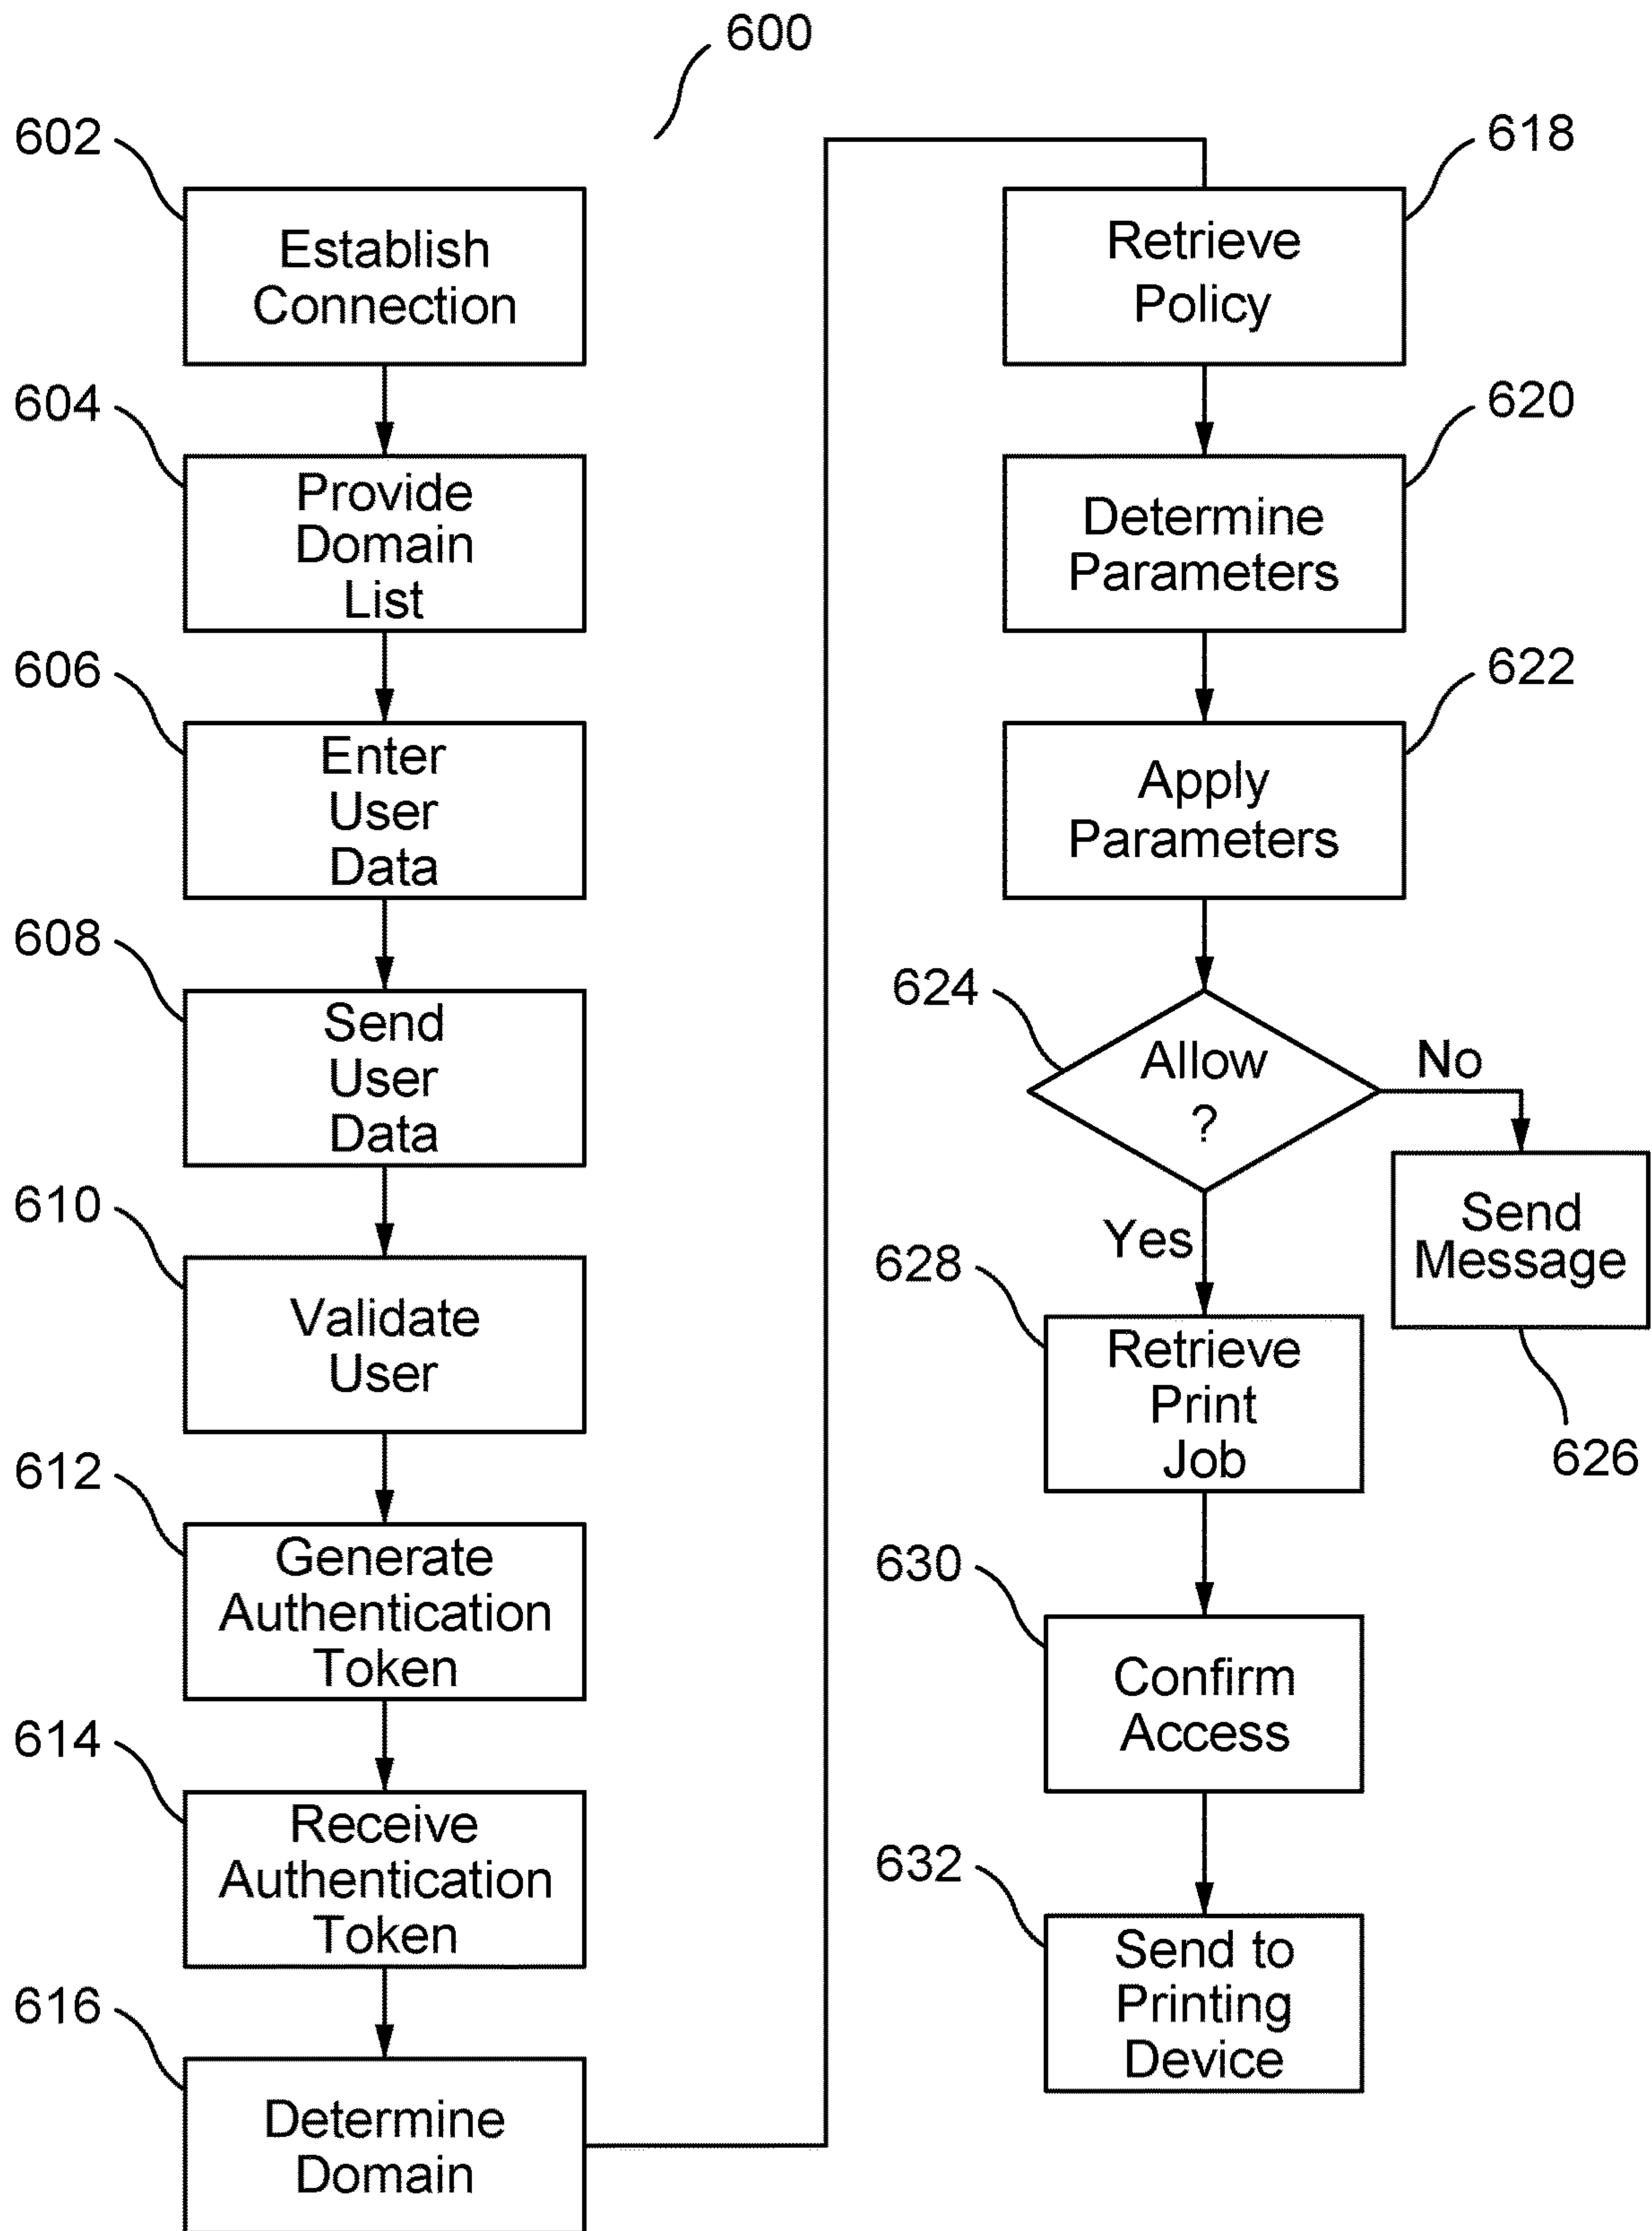 600
602
Establish
Connection
604
Provide
Domain
List
606
Enter
User
Data
608
Send
User
Data
610
Validate
User
612
Generate
Authentication
Token
614
Receive
Authentication
Token
616
Determine
Domain
618
Retrieve
Policy
620
Determine
Parameters
622
Apply
Parameters
624
Allow
?
No
Send
Message
626
Yes
628
Retrieve
Print
Job
630
Confirm
Access
632
Send to
Printing
Device